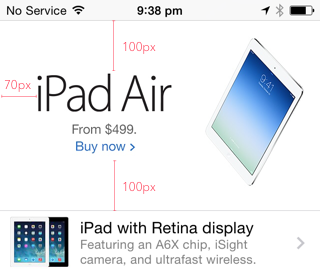 No Service 9:38 pm
100px
70px
iPad Air
From $499.
Buy now >
100px
iPad with Retina display
Featuring an A6X chip, iSight
camera, and ultrafast wireless.